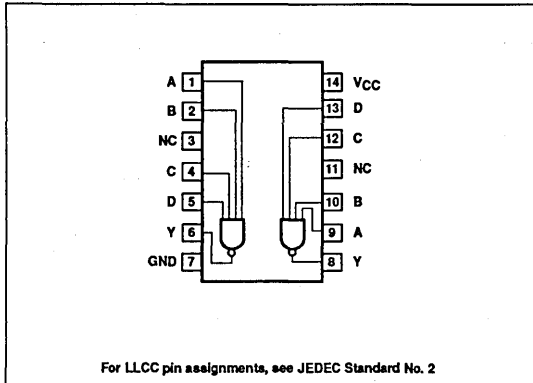 A 1 14 VCC
B 2 13 D
NC 3 12 C
C 4 11 NC
D 5 10 B
Y 6 9 A
GND 7 8 Y
For LLCC pin assignments, see JEDEC Standard No. 2